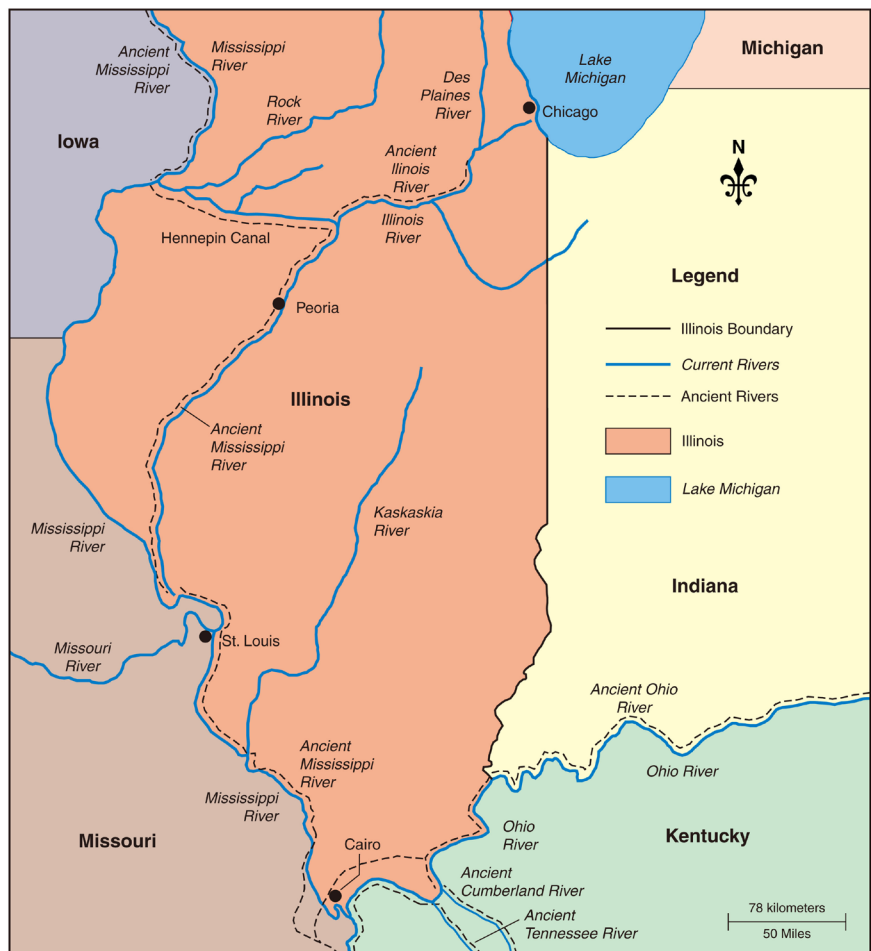 Michigan
Ancient
Mississippi
River
Mississippi
River
Des
Plaines
River
Lake
Michigan
Rock
River
Chicago
Iowa
Ancient
Ilinois
River
N
Illinois
River
Hennepin Canal
Legend
Peoria
Illinois Boundary
Current Rivers
Ancient Rivers
Illinois
Lake Michigan
Illinois
Ancient
Mississippi
River
Kaskaskia
River
Mississippi
River
Indiana
St. Louis
Missouri
River
Ancient Ohio
River
Ancient
Mississippi
River
Ohio River
Mississippi
River
Missouri
Cairo
Ohio
River
Kentucky
Ancient
Cumberland River
Ancient
Tennessee River
78 kilometers
50 Miles